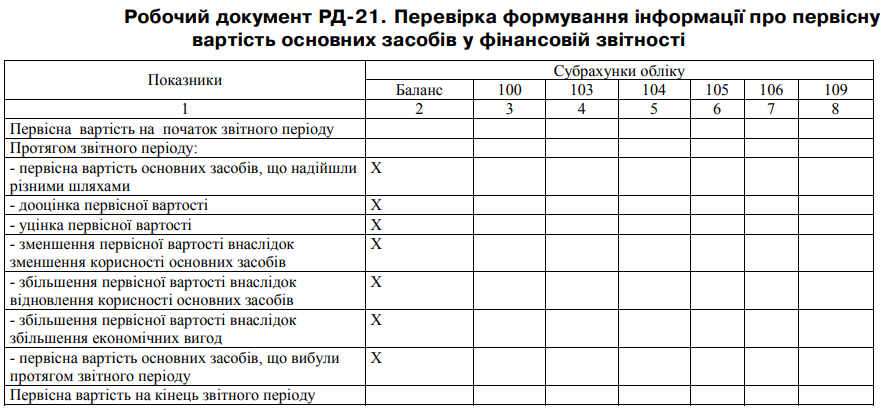 Робочий документ РД-21. Перевірка формування інформації про первісну
вартість основних засобів у фінансовій звітності
Показники Субрахунки обліку
Баланс 100 103 104 105 106 109
1 2 3 4 5 6 7 8
Первісна вартість на початок звітного періоду
Протягом звітного періоду:
- первісна вартість основних засобів, що надійшли Х
різними шляхами
- дооцінка первісної вартості Х
- уцінка первісної вартості Х
- зменшення первісної вартості внаслідок Х
зменшення корисності основних засобів
- збільшення первісної вартості внаслідок Х
відновлення корисності основних засобів
- збільшення первісної вартості внаслідок Х
збільшення економічних вигод
- первісна вартість основних засобів, що вибули Х
протягом звітного періоду
Первісна вартість на кінець звітного періоду